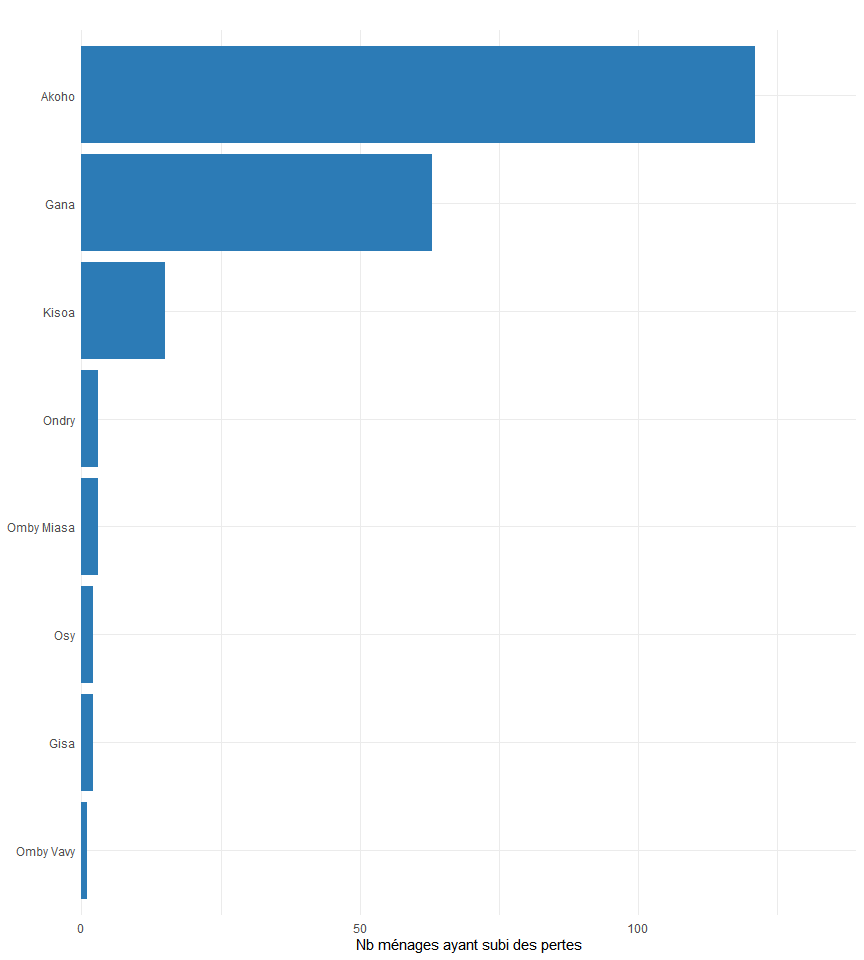 Akoho
Gana
Kisoa
Ondry
Omby Miasa
Osy
Gisa
Omby Vavy
0 50 100
Nb ménages ayant subi des pertes